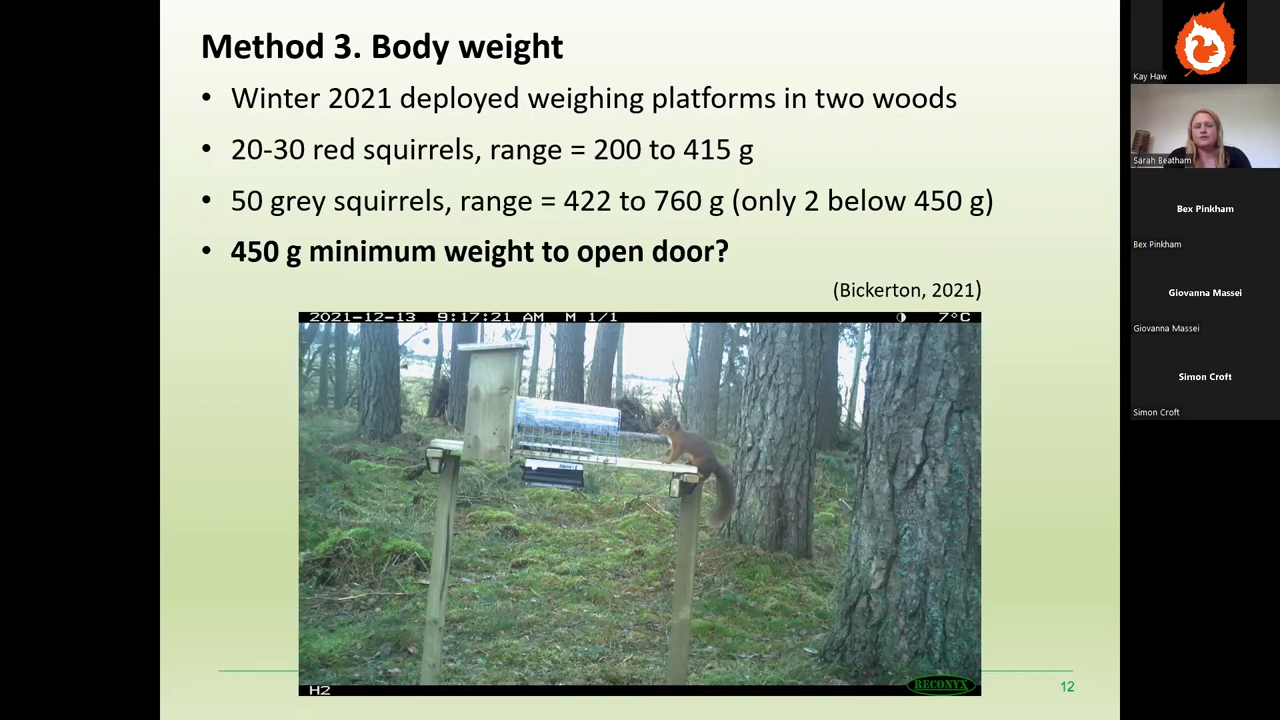 Method 3. Body weight
• Winter 2021 deployed weighing platforms in two woods
• 20-30 red squirrels, range = 200 to 415 g
• 50 grey squirrels, range = 422 to 760 g (only 2 below 450 g)
• 450 g minimum weight to open door?
(Bickerton, 2021)
2021-12-13 9:17:21 AM M 1/1 7°C
H2
RECONYX
12
Kay Haw
Sarah Beatham
Bex Pinkham
Bex Pinkham
Giovanna Massei
Giovanna Massei
Simon Croft
Simon Croft